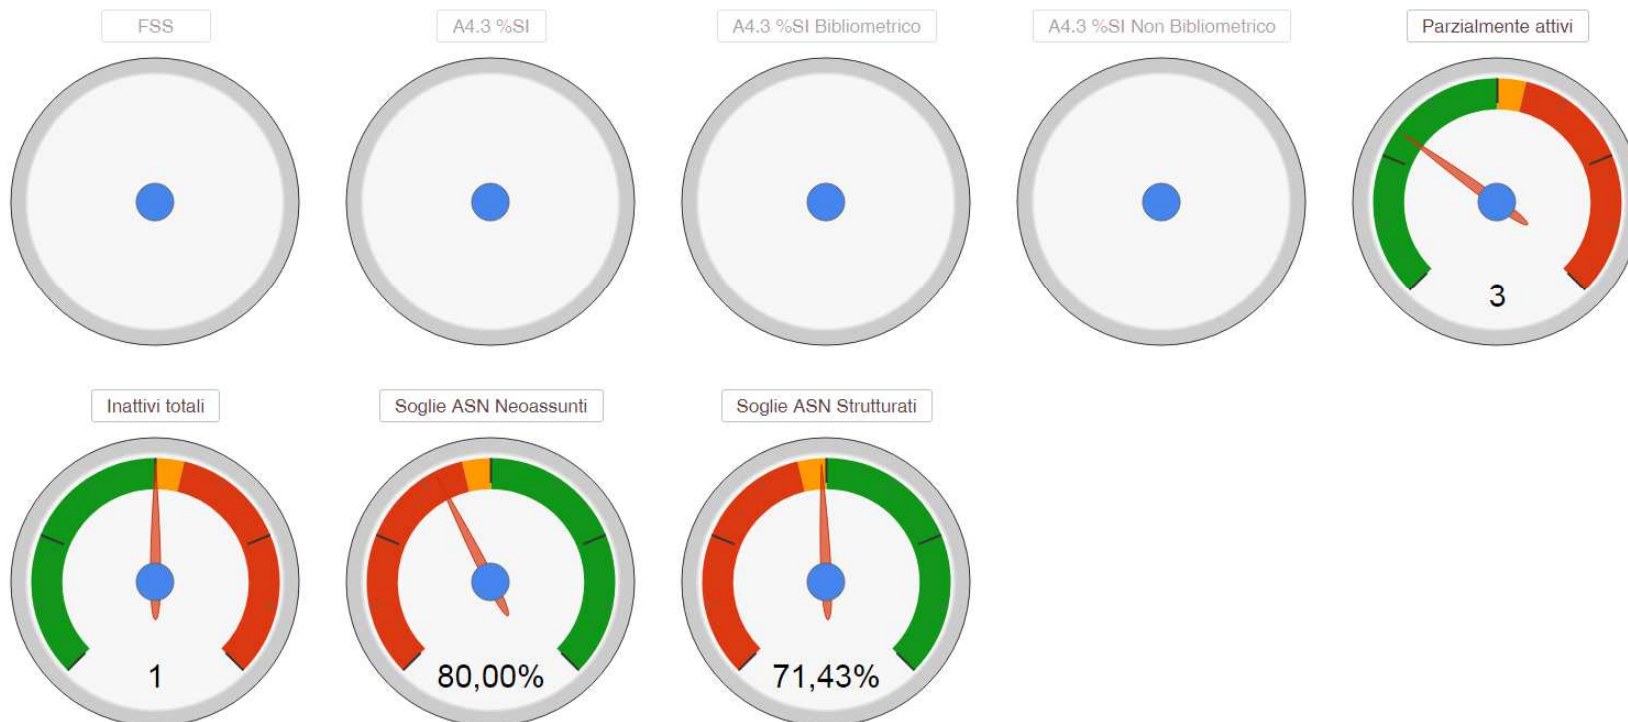 FSS
A4.3 %SI
A4.3 %SI Bibliometrico
A4.3 %SI Non Bibliometrico
Parzialmente attivi
3
Inattivi totali
Soglie ASN Neoassunti
Soglie ASN Strutturati
1
80,00%
71,43%